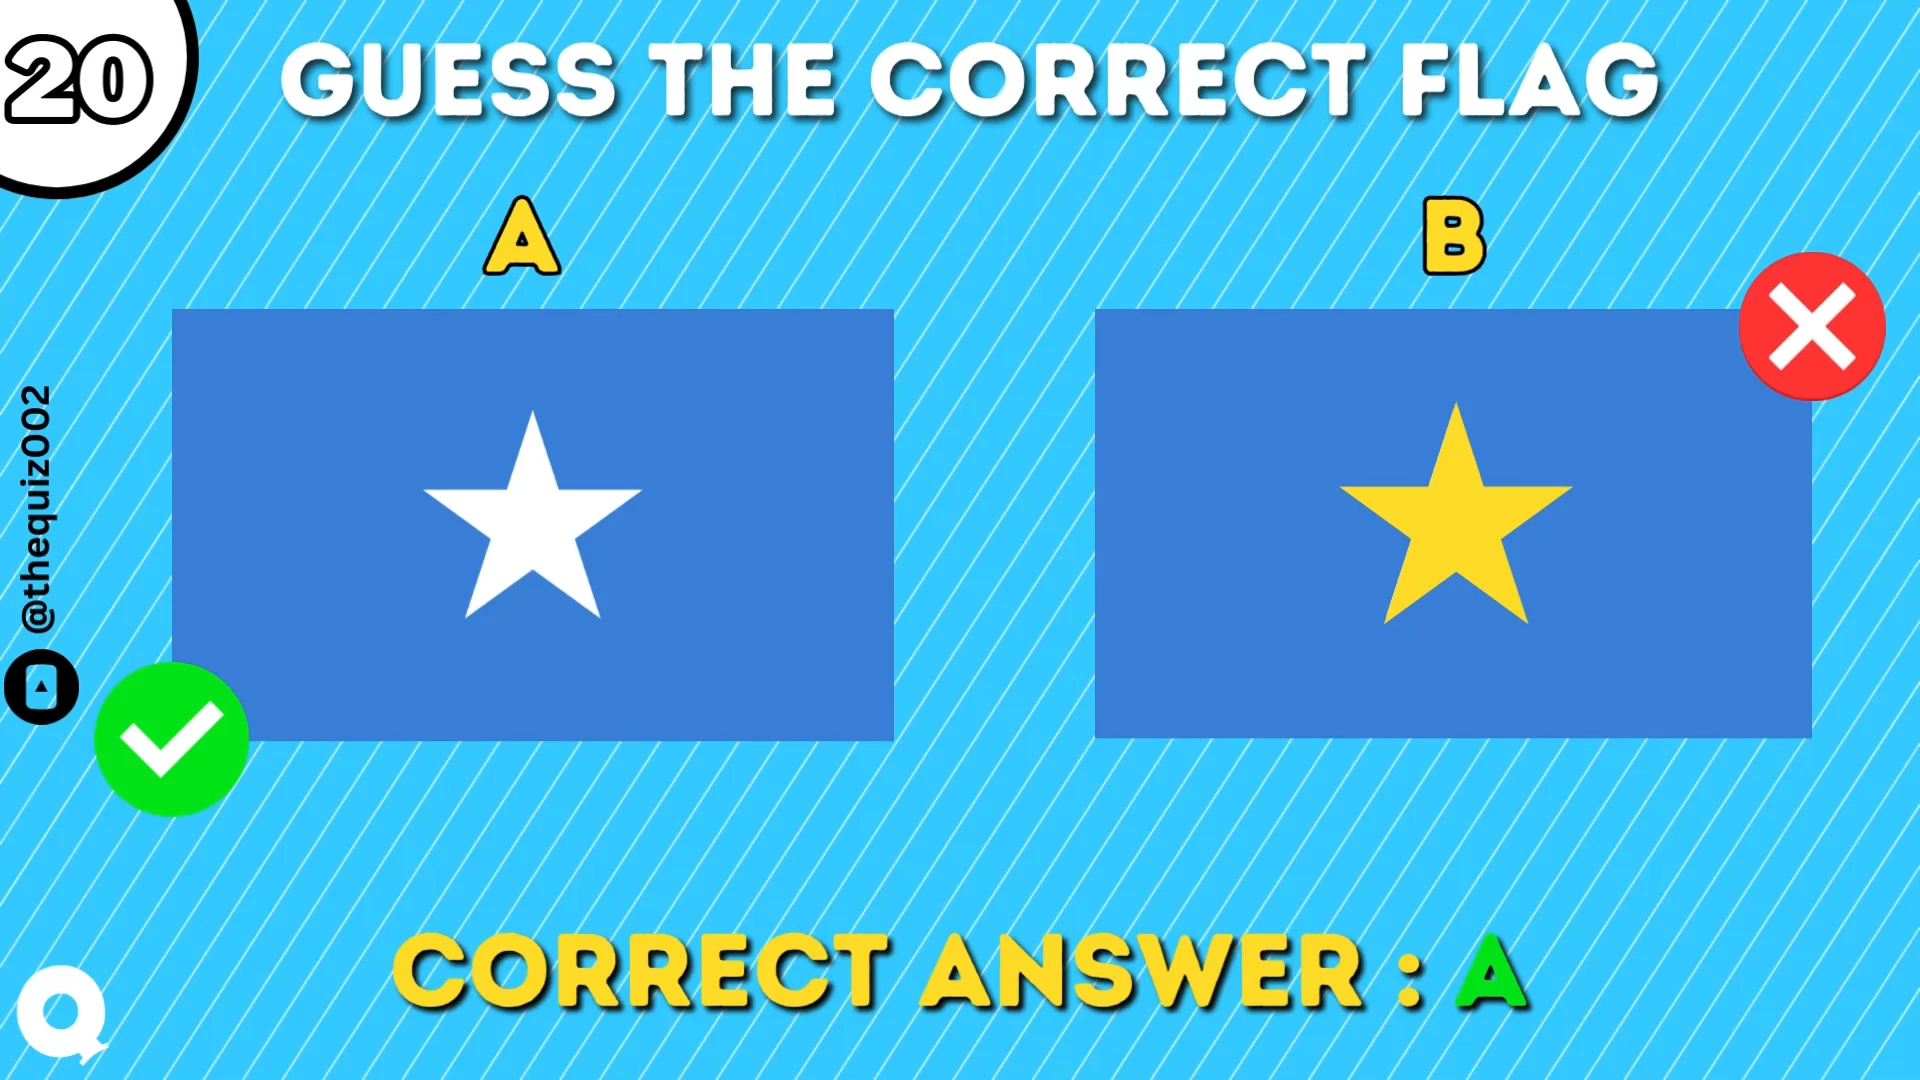 20
GUESS THE CORRECT FLAG
A
B
@thequiz002
CORRECT ANSWER : A
Q